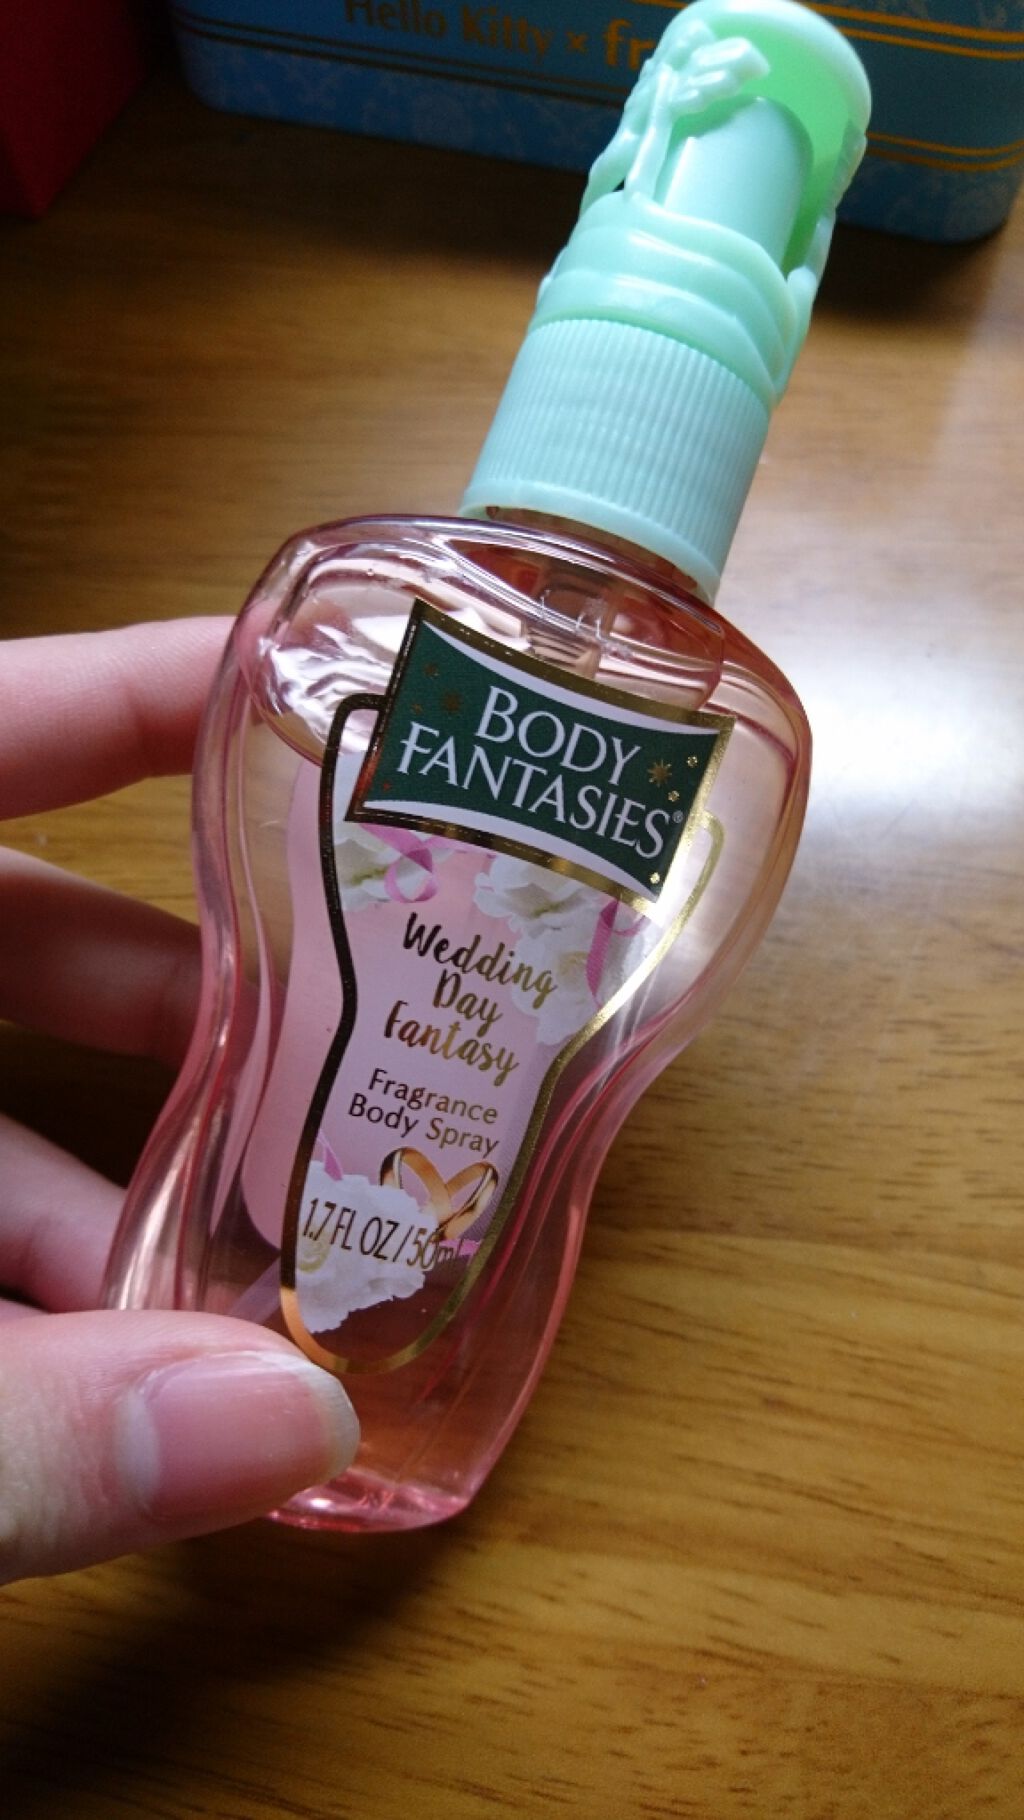 Hello Kitty × fr
BODY
FANTASIES®
Wedding
Day
Fantasy
Fragrance
Body Spray
1.7 FL OZ / 50ml